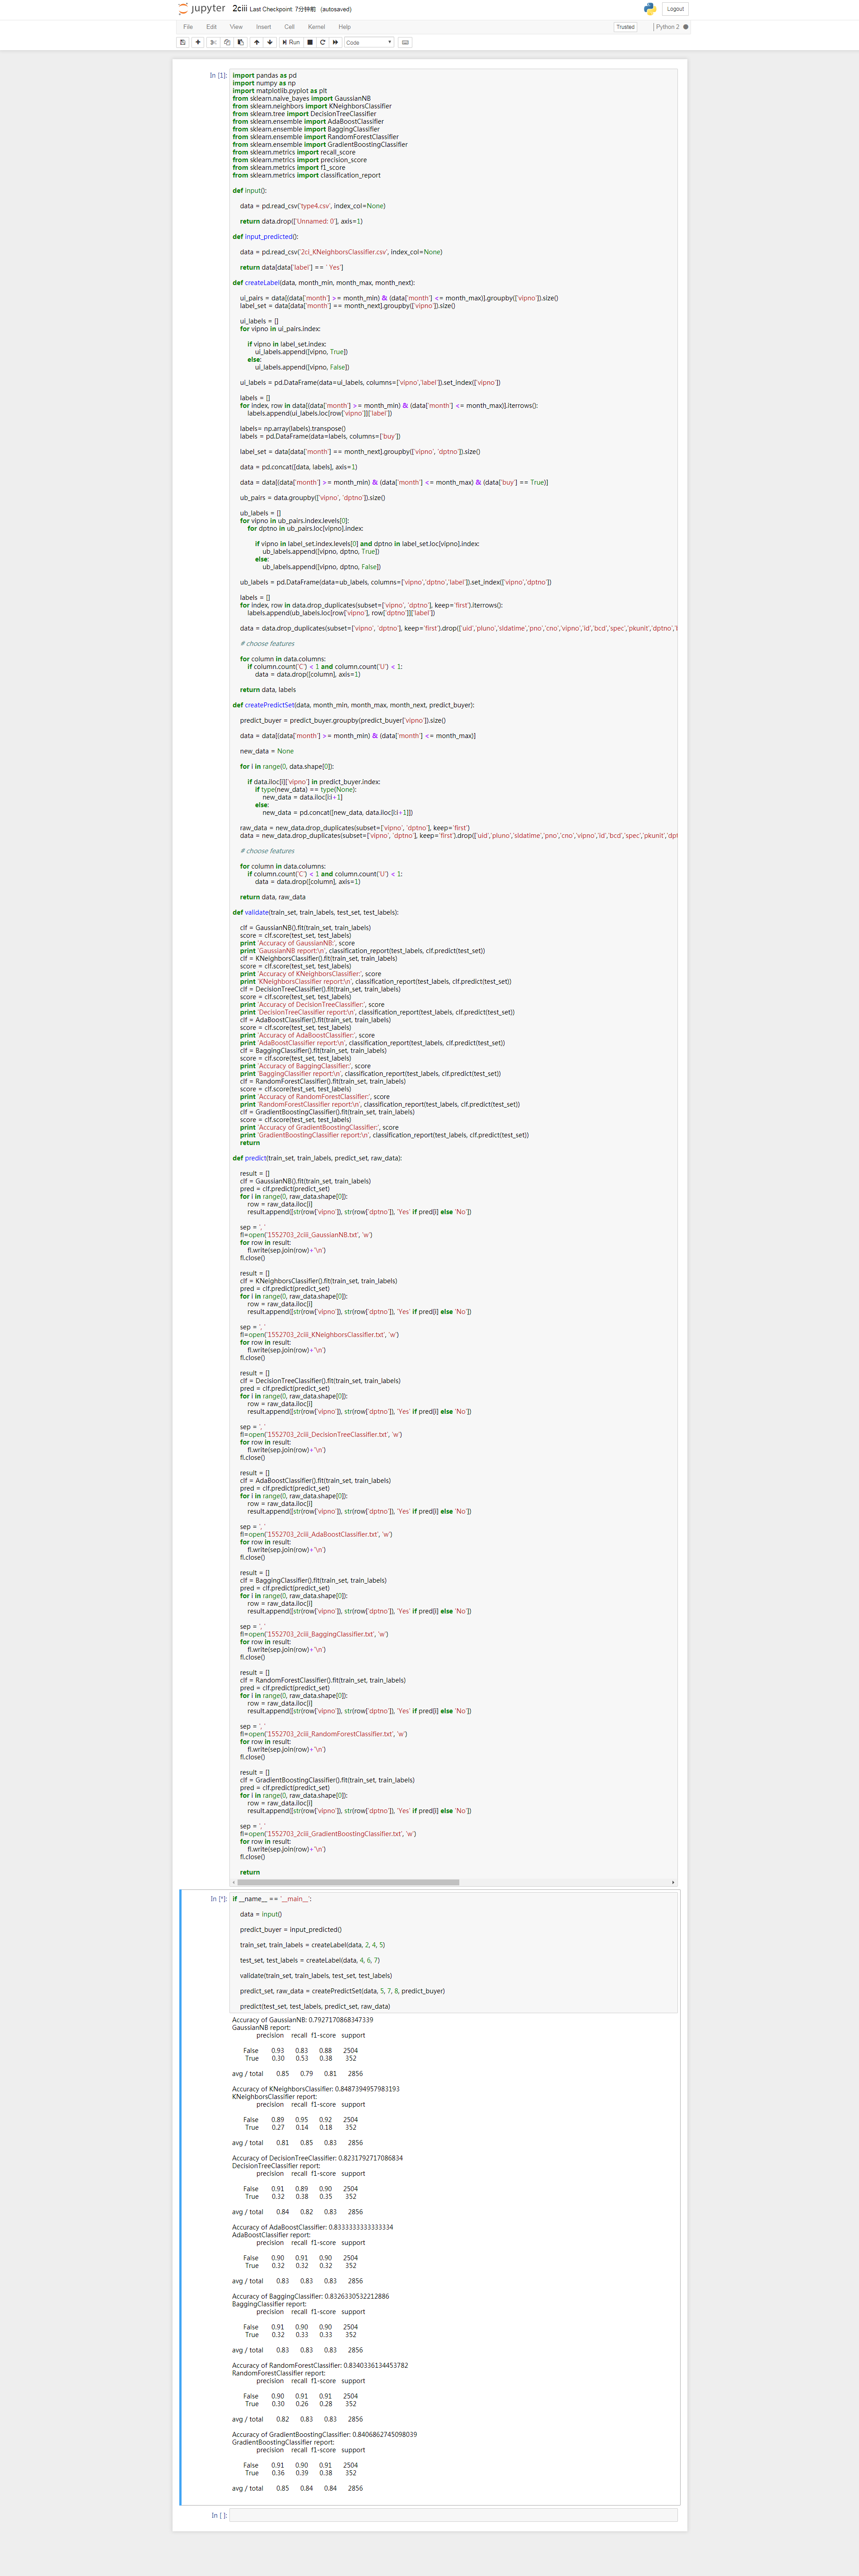 jupyter 2ciii Last Checkpoint: 7分钟前 (autosaved)
Logout
File Edit View Insert Cell Kernel Help
Trusted Python 2
Run Code
In [1]:
import pandas as pd
import numpy as np
import matplotlib.pyplot as plt
from sklearn.naive_bayes import GaussianNB
from sklearn.neighbors import KNeighborsClassifier
from sklearn.tree import DecisionTreeClassifier
from sklearn.ensemble import AdaBoostClassifier
from sklearn.ensemble import BaggingClassifier
from sklearn.ensemble import RandomForestClassifier
from sklearn.ensemble import GradientBoostingClassifier
from sklearn.metrics import recall_score
from sklearn.metrics import precision_score
from sklearn.metrics import f1_score
from sklearn.metrics import classification_report
def input():
data = pd.read_csv('type4.csv', index_col=None)
return data.drop(['Unnamed: 0'], axis=1)
def input_predicted():
data = pd.read_csv('2ci_KNeighborsClassifier.csv', index_col=None)
return data[data['label'] == ' Yes']
def createLabel(data, month_min, month_max, month_next):
ui_pairs = data[(data['month'] >= month_min) & (data['month'] <= month_max)].groupby(['vipno']).size()
label_set = data[data['month'] == month_next].groupby(['vipno']).size()
ui_labels = []
for vipno in ui_pairs.index:
if vipno in label_set.index:
ui_labels.append([vipno, True])
else:
ui_labels.append([vipno, False])
ui_labels = pd.DataFrame(data=ui_labels, columns=['vipno','label']).set_index(['vipno'])
labels = []
for index, row in data[(data['month'] >= month_min) & (data['month'] <= month_max)].iterrows():
labels.append(ui_labels.loc[row['vipno']]['label'])
labels= np.array(labels).transpose()
labels = pd.DataFrame(data=labels, columns=['buy'])
label_set = data[data['month'] == month_next].groupby(['vipno', 'dptno']).size()
data = pd.concat([data, labels], axis=1)
data = data[(data['month'] >= month_min) & (data['month'] <= month_max) & (data['buy'] == True)]
ub_pairs = data.groupby(['vipno', 'dptno']).size()
ub_labels = []
for vipno in ub_pairs.index.levels[0]:
for dptno in ub_pairs.loc[vipno].index:
if vipno in label_set.index.levels[0] and dptno in label_set.loc[vipno].index:
ub_labels.append([vipno, dptno, True])
else:
ub_labels.append([vipno, dptno, False])
ub_labels = pd.DataFrame(data=ub_labels, columns=['vipno','dptno','label']).set_index(['vipno','dptno'])
labels = []
for index, row in data.drop_duplicates(subset=['vipno', 'dptno'], keep='first').iterrows():
labels.append(ub_labels.loc[row['vipno'], row['dptno']]['label'])
data = data.drop_duplicates(subset=['vipno', 'dptno'], keep='first').drop(['uid','pluno','sldatime','pno','cno','vipno','id','bcd','spec','pkunit','dptno',
# choose features
for column in data.columns:
if column.count('C') < 1 and column.count('U') < 1:
data = data.drop([column], axis=1)
return data, labels
def createPredictSet(data, month_min, month_max, month_next, predict_buyer):
predict_buyer = predict_buyer.groupby(predict_buyer['vipno']).size()
data = data[(data['month'] >= month_min) & (data['month'] <= month_max)]
new_data = None
for i in range(0, data.shape[0]):
if data.iloc[i]['vipno'] in predict_buyer.index:
if type(new_data) == type(None):
new_data = data.iloc[i:i+1]
else:
new_data = pd.concat([new_data, data.iloc[i:i+1]])
raw_data = new_data.drop_duplicates(subset=['vipno', 'dptno'], keep='first')
data = new_data.drop_duplicates(subset=['vipno', 'dptno'], keep='first').drop(['uid','pluno','sldatime','pno','cno','vipno','id','bcd','spec','pkunit','dpt
# choose features
for column in data.columns:
if column.count('C') < 1 and column.count('U') < 1:
data = data.drop([column], axis=1)
return data, raw_data
def validate(train_set, train_labels, test_set, test_labels):
clf = GaussianNB().fit(train_set, train_labels)
score = clf.score(test_set, test_labels)
print 'Accuracy of GaussianNB:', score
print 'GaussianNB report:\n', classification_report(test_labels, clf.predict(test_set))
clf = KNeighborsClassifier().fit(train_set, train_labels)
score = clf.score(test_set, test_labels)
print 'Accuracy of KNeighborsClassifier:', score
print 'KNeighborsClassifier report:\n', classification_report(test_labels, clf.predict(test_set))
clf = DecisionTreeClassifier().fit(train_set, train_labels)
score = clf.score(test_set, test_labels)
print 'Accuracy of DecisionTreeClassifier:', score
print 'DecisionTreeClassifier report:\n', classification_report(test_labels, clf.predict(test_set))
clf = AdaBoostClassifier().fit(train_set, train_labels)
score = clf.score(test_set, test_labels)
print 'Accuracy of AdaBoostClassifier:', score
print 'AdaBoostClassifier report:\n', classification_report(test_labels, clf.predict(test_set))
clf = BaggingClassifier().fit(train_set, train_labels)
score = clf.score(test_set, test_labels)
print 'Accuracy of BaggingClassifier:', score
print 'BaggingClassifier report:\n', classification_report(test_labels, clf.predict(test_set))
clf = RandomForestClassifier().fit(train_set, train_labels)
score = clf.score(test_set, test_labels)
print 'Accuracy of RandomForestClassifier:', score
print 'RandomForestClassifier report:\n', classification_report(test_labels, clf.predict(test_set))
clf = GradientBoostingClassifier().fit(train_set, train_labels)
score = clf.score(test_set, test_labels)
print 'Accuracy of GradientBoostingClassifier:', score
print 'GradientBoostingClassifier report:\n', classification_report(test_labels, clf.predict(test_set))
return
def predict(train_set, train_labels, predict_set, raw_data):
result = []
clf = GaussianNB().fit(train_set, train_labels)
pred = clf.predict(predict_set)
for i in range(0, raw_data.shape[0]):
row = raw_data.iloc[i]
result.append([str(row['vipno']), str(row['dptno']), 'Yes' if pred[i] else 'No'])
sep = ', '
fl=open('1552703_2ciii_GaussianNB.txt', 'w')
for row in result:
fl.write(sep.join(row)+'\n')
fl.close()
result = []
clf = KNeighborsClassifier().fit(train_set, train_labels)
pred = clf.predict(predict_set)
for i in range(0, raw_data.shape[0]):
row = raw_data.iloc[i]
result.append([str(row['vipno']), str(row['dptno']), 'Yes' if pred[i] else 'No'])
sep = ', '
fl=open('1552703_2ciii_KNeighborsClassifier.txt', 'w')
for row in result:
fl.write(sep.join(row)+'\n')
fl.close()
result = []
clf = DecisionTreeClassifier().fit(train_set, train_labels)
pred = clf.predict(predict_set)
for i in range(0, raw_data.shape[0]):
row = raw_data.iloc[i]
result.append([str(row['vipno']), str(row['dptno']), 'Yes' if pred[i] else 'No'])
sep = ', '
fl=open('1552703_2ciii_DecisionTreeClassifier.txt', 'w')
for row in result:
fl.write(sep.join(row)+'\n')
fl.close()
result = []
clf = AdaBoostClassifier().fit(train_set, train_labels)
pred = clf.predict(predict_set)
for i in range(0, raw_data.shape[0]):
row = raw_data.iloc[i]
result.append([str(row['vipno']), str(row['dptno']), 'Yes' if pred[i] else 'No'])
sep = ', '
fl=open('1552703_2ciii_AdaBoostClassifier.txt', 'w')
for row in result:
fl.write(sep.join(row)+'\n')
fl.close()
result = []
clf = BaggingClassifier().fit(train_set, train_labels)
pred = clf.predict(predict_set)
for i in range(0, raw_data.shape[0]):
row = raw_data.iloc[i]
result.append([str(row['vipno']), str(row['dptno']), 'Yes' if pred[i] else 'No'])
sep = ', '
fl=open('1552703_2ciii_BaggingClassifier.txt', 'w')
for row in result:
fl.write(sep.join(row)+'\n')
fl.close()
result = []
clf = RandomForestClassifier().fit(train_set, train_labels)
pred = clf.predict(predict_set)
for i in range(0, raw_data.shape[0]):
row = raw_data.iloc[i]
result.append([str(row['vipno']), str(row['dptno']), 'Yes' if pred[i] else 'No'])
sep = ', '
fl=open('1552703_2ciii_RandomForestClassifier.txt', 'w')
for row in result:
fl.write(sep.join(row)+'\n')
fl.close()
result = []
clf = GradientBoostingClassifier().fit(train_set, train_labels)
pred = clf.predict(predict_set)
for i in range(0, raw_data.shape[0]):
row = raw_data.iloc[i]
result.append([str(row['vipno']), str(row['dptno']), 'Yes' if pred[i] else 'No'])
sep = ', '
fl=open('1552703_2ciii_GradientBoostingClassifier.txt', 'w')
for row in result:
fl.write(sep.join(row)+'\n')
fl.close()
return
In [*]:
if __name__ == '__main__':
data = input()
predict_buyer = input_predicted()
train_set, train_labels = createLabel(data, 2, 4, 5)
test_set, test_labels = createLabel(data, 4, 6, 7)
validate(train_set, train_labels, test_set, test_labels)
predict_set, raw_data = createPredictSet(data, 5, 7, 8, predict_buyer)
predict(test_set, test_labels, predict_set, raw_data)
Accuracy of GaussianNB: 0.7927170868347339
GaussianNB report:
precision recall f1-score support
False 0.93 0.83 0.88 2504
True 0.30 0.53 0.38 352
avg / total 0.85 0.79 0.81 2856
Accuracy of KNeighborsClassifier: 0.8487394957983193
KNeighborsClassifier report:
precision recall f1-score support
False 0.89 0.95 0.92 2504
True 0.27 0.14 0.18 352
avg / total 0.81 0.85 0.83 2856
Accuracy of DecisionTreeClassifier: 0.8231792717086834
DecisionTreeClassifier report:
precision recall f1-score support
False 0.91 0.89 0.90 2504
True 0.32 0.38 0.35 352
avg / total 0.84 0.82 0.83 2856
Accuracy of AdaBoostClassifier: 0.8333333333333334
AdaBoostClassifier report:
precision recall f1-score support
False 0.90 0.91 0.90 2504
True 0.32 0.32 0.32 352
avg / total 0.83 0.83 0.83 2856
Accuracy of BaggingClassifier: 0.8326330532212886
BaggingClassifier report:
precision recall f1-score support
False 0.91 0.90 0.90 2504
True 0.32 0.33 0.33 352
avg / total 0.83 0.83 0.83 2856
Accuracy of RandomForestClassifier: 0.8340336134453782
RandomForestClassifier report:
precision recall f1-score support
False 0.90 0.91 0.91 2504
True 0.30 0.26 0.28 352
avg / total 0.82 0.83 0.83 2856
Accuracy of GradientBoostingClassifier: 0.8406862745098039
GradientBoostingClassifier report:
precision recall f1-score support
False 0.91 0.90 0.91 2504
True 0.36 0.39 0.38 352
avg / total 0.85 0.84 0.84 2856
In [ ]: